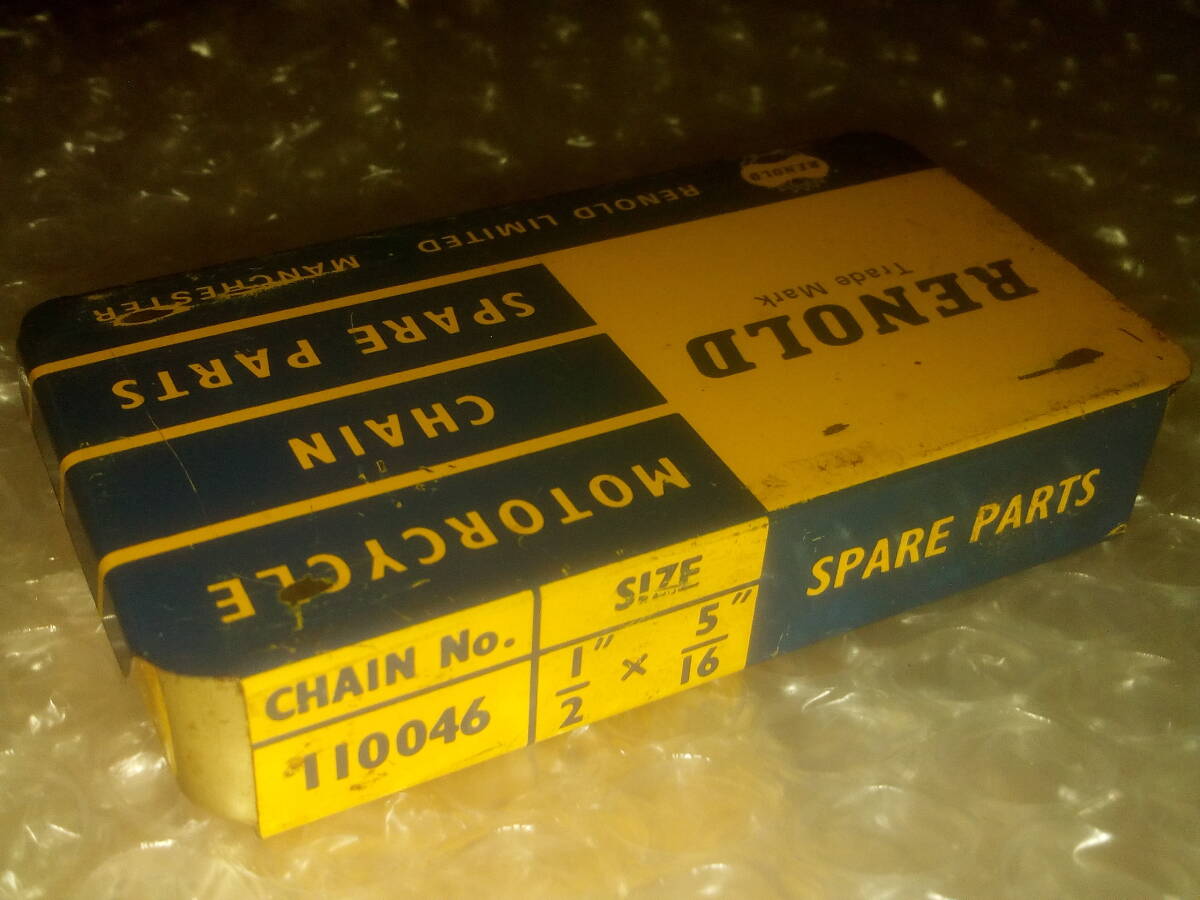 RENOLD
Trade Mark
MOTORCYCLE
CHAIN
SPARE PARTS
RENOLD LIMITED MANCHESTER
RENOLD
CHAIN No.
110046
SIZE
1/2" × 5/16"
SPARE PARTS